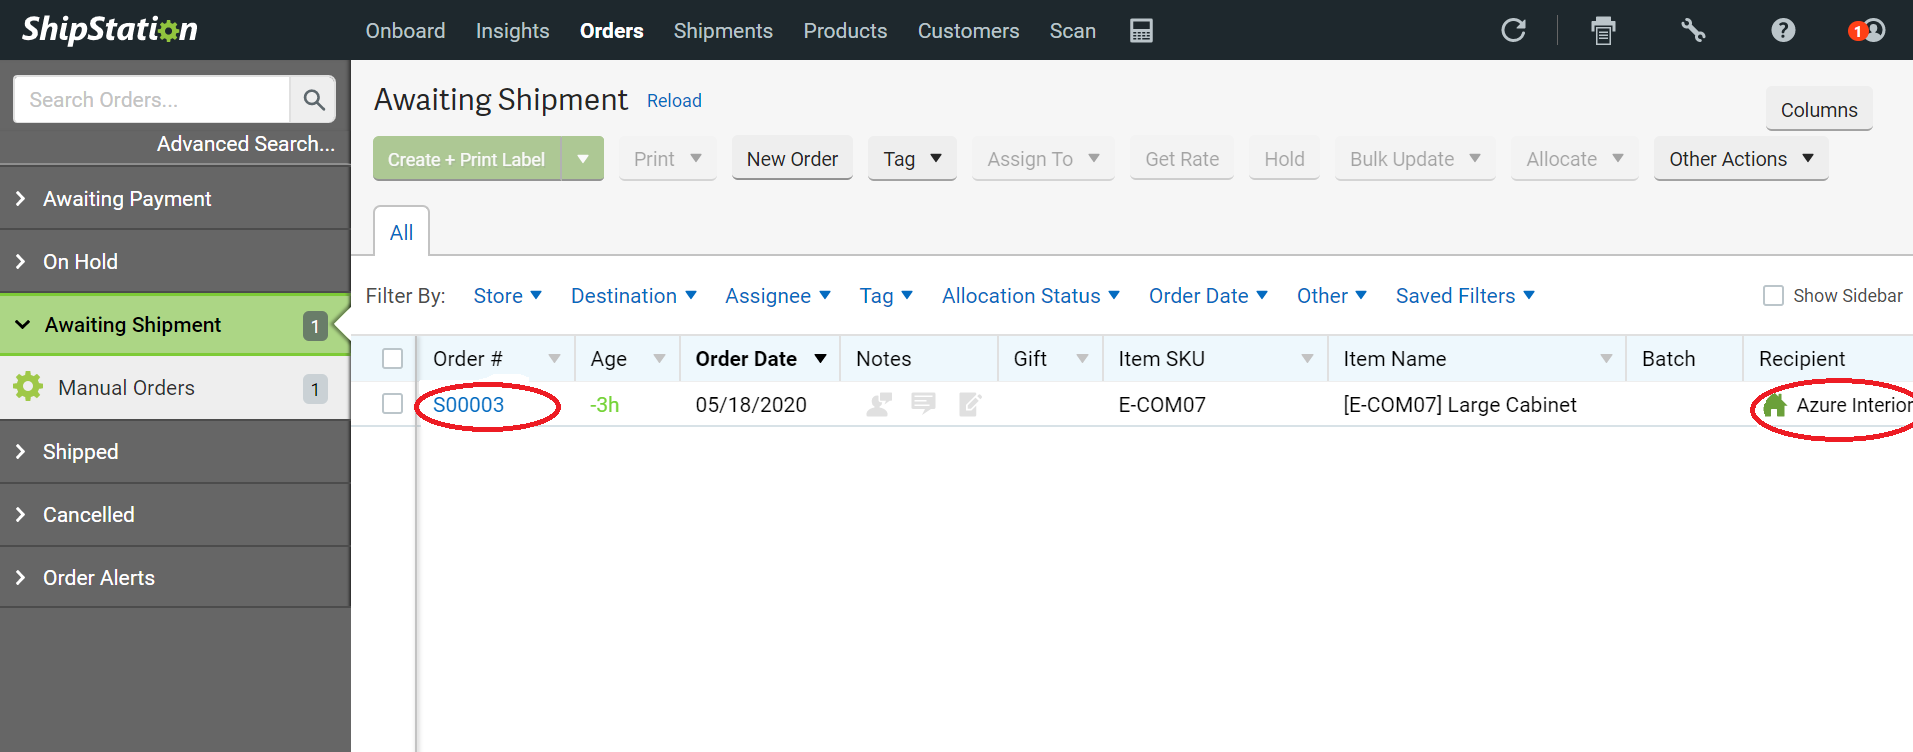 ShipStation Onboard Insights Orders Shipments Products Customers Scan 1
Search Orders...
Advanced Search...
Awaiting Payment
On Hold
Awaiting Shipment 1
Manual Orders 1
Shipped
Cancelled
Order Alerts
Awaiting Shipment Reload
Columns
Create + Print Label Print New Order Tag Assign To Get Rate Hold Bulk Update Allocate Other Actions
All
Filter By: Store Destination Assignee Tag Allocation Status Order Date Other Saved Filters Show Sidebar
Order # Age Order Date Notes Gift Item SKU Item Name Batch Recipient
S00003 -3h 05/18/2020 E-COM07 [E-COM07] Large Cabinet Azure Interior